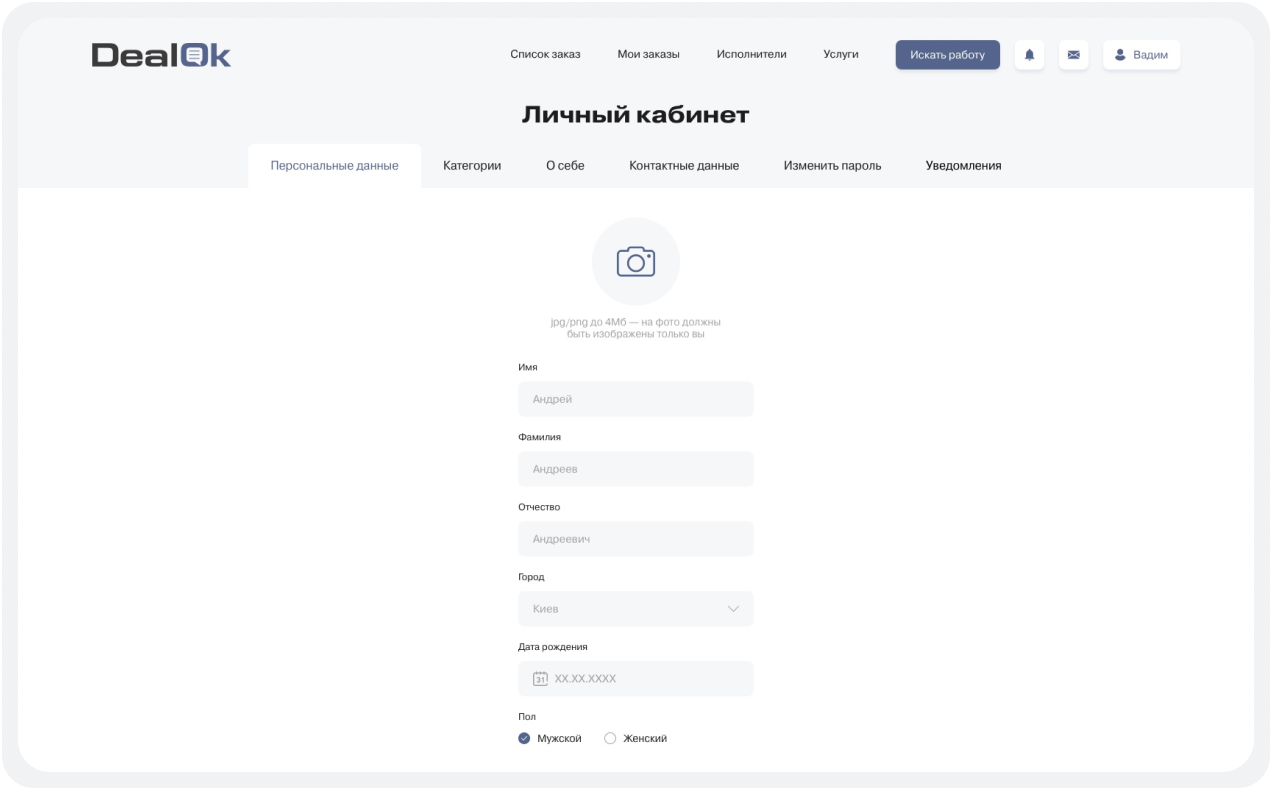 DealOk
Список заказ Мои заказы Исполнители Услуги Искать работу Вадим
Личный кабинет
Персональные данные Категории О себе Контактные данные Изменить пароль Уведомления
jpg/png до 4Мб — на фото должны
быть изображены только вы
Имя
Андрей
Фамилия
Андреев
Отчество
Андреевич
Город
Киев
Дата рождения
31 XX.XX.XXXX
Пол
Мужской Женский